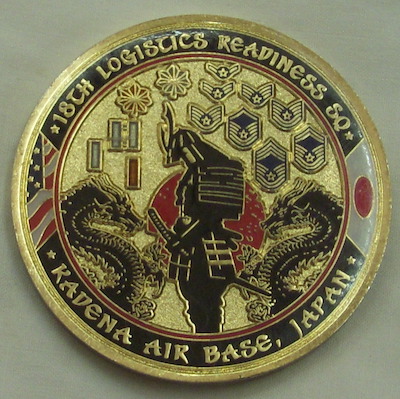 18TH LOGISTICS READINESS SQ.
KADENA AIR BASE, JAPAN